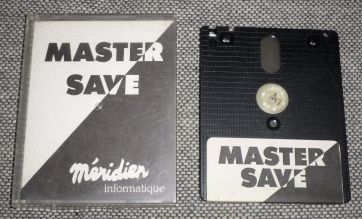 MASTER
SAVE
méridien
informatique
MASTER
SAVE